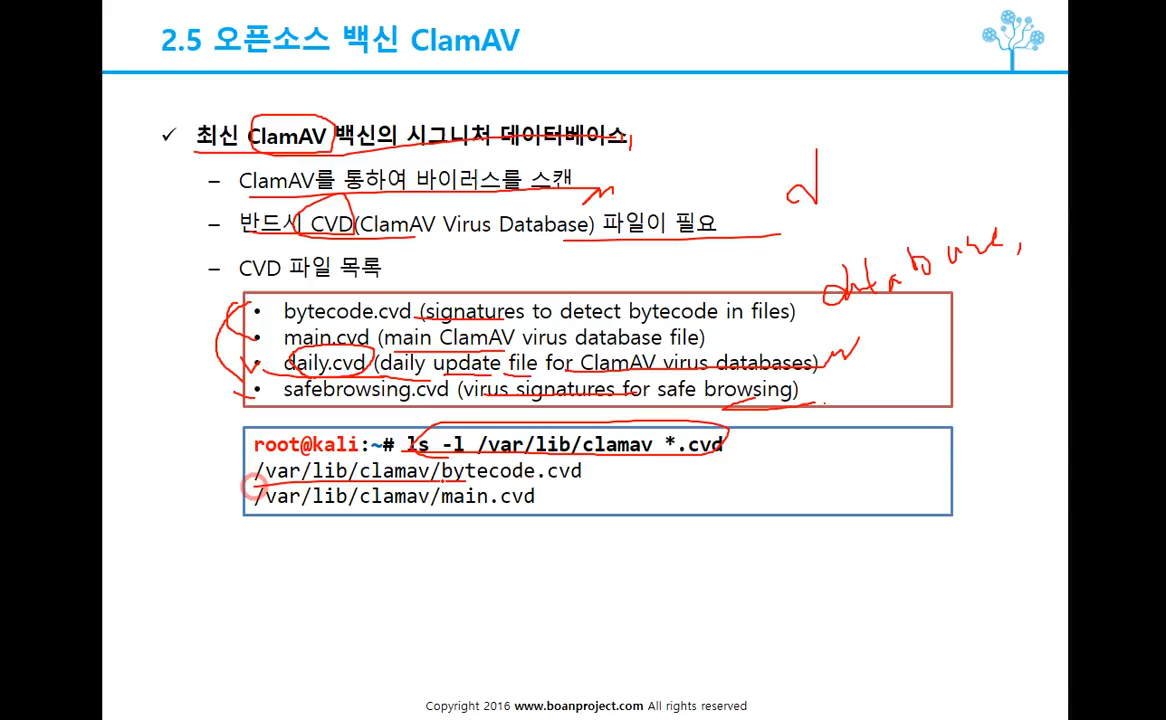 2.5 오픈소스 백신 ClamAV
✓ 최신 ClamAV 백신의 시그니처 데이터베이스
– ClamAV를 통하여 바이러스를 스캔
– 반드시 CVD(ClamAV Virus Database) 파일이 필요
– CVD 파일 목록
• bytecode.cvd (signatures to detect bytecode in files)
• main.cvd (main ClamAV virus database file)
• daily.cvd (daily update file for ClamAV virus databases)
• safebrowsing.cvd (virus signatures for safe browsing)
root@kali:~# ls -l /var/lib/clamav *.cvd
/var/lib/clamav/bytecode.cvd
/var/lib/clamav/main.cvd
Copyright 2016 www.boanproject.com All rights reserved